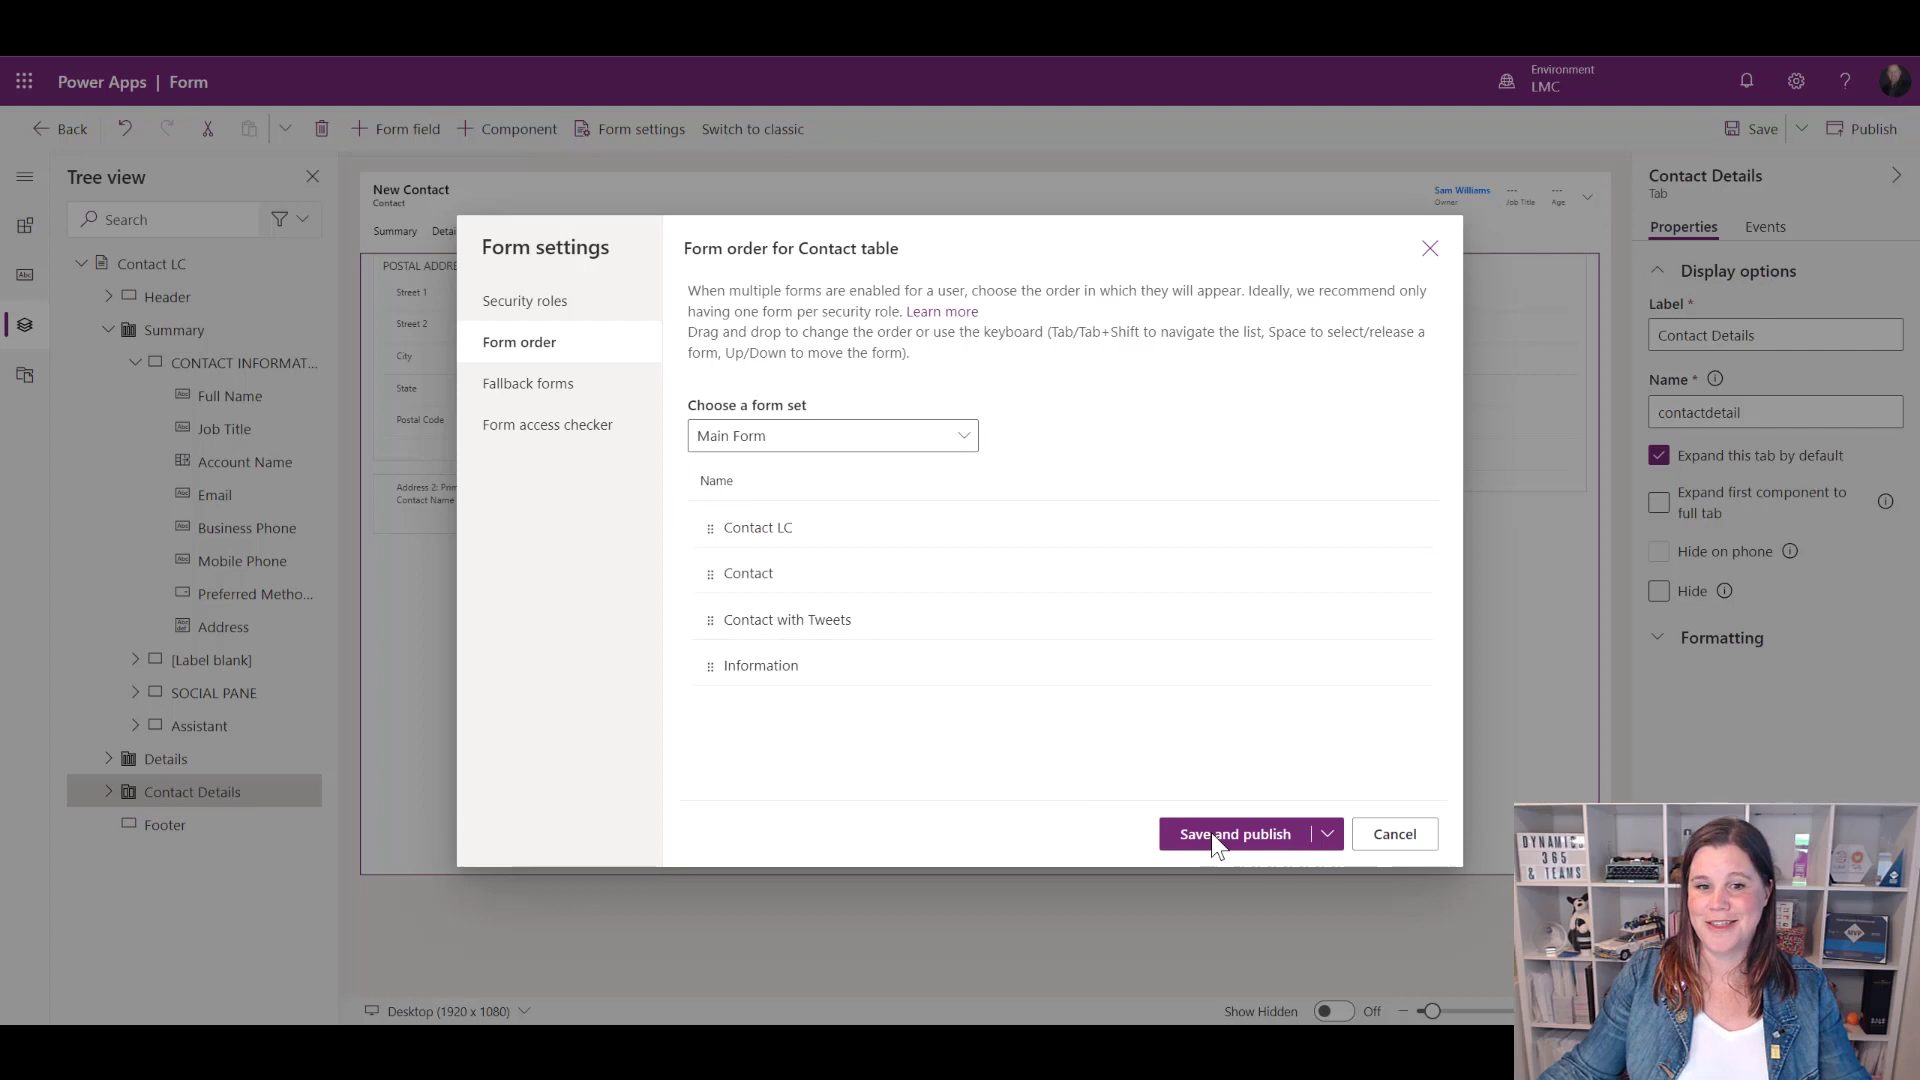 Power Apps | Form
Environment
LMC
Back
Form field
Component
Form settings
Switch to classic
Save
Publish
Tree view
Search
Contact LC
Header
Summary
CONTACT INFORMAT...
Full Name
Job Title
Account Name
Email
Business Phone
Mobile Phone
Preferred Metho...
Address
[Label blank]
SOCIAL PANE
Assistant
Details
Contact Details
Footer
New Contact
Contact
Sam Williams
Owner
---
Job Title
---
Age
Summary
Detai
POSTAL ADDRE
Street 1
Street 2
City
State
Postal Code
Address 2: Prim
Contact Name
Form settings
Security roles
Form order
Fallback forms
Form access checker
Form order for Contact table
When multiple forms are enabled for a user, choose the order in which they will appear. Ideally, we recommend only
having one form per security role. Learn more
Drag and drop to change the order or use the keyboard (Tab/Tab+Shift to navigate the list, Space to select/release a
form, Up/Down to move the form).
Choose a form set
Main Form
Name
Contact LC
Contact
Contact with Tweets
Information
Save and publish
Cancel
Contact Details
Tab
Properties
Events
Display options
Label *
Contact Details
Name *
contactdetail
Expand this tab by default
Expand first component to
full tab
Hide on phone
Hide
Formatting
Desktop (1920 x 1080)
Show Hidden
Off
DYNAMIC
365
& TEAMS
MVP